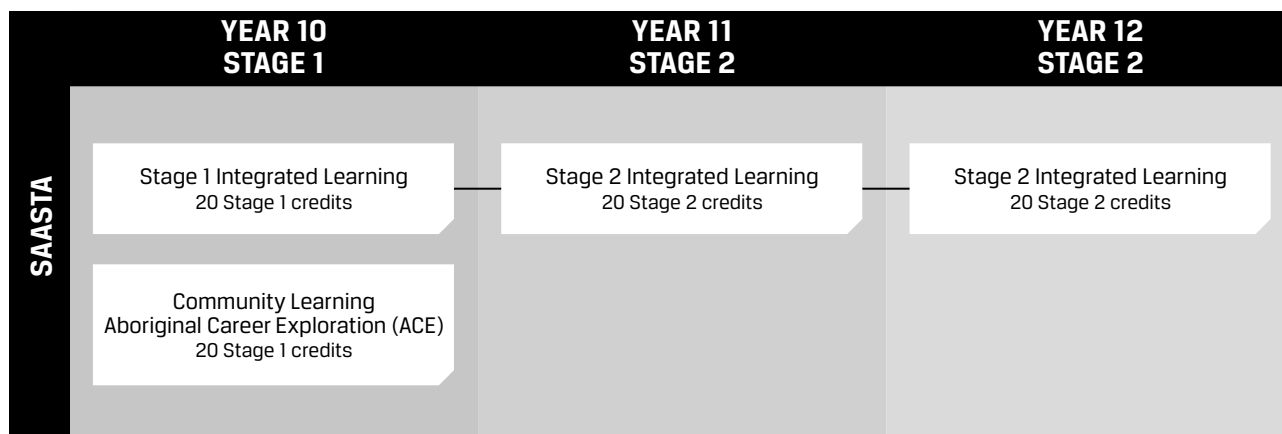 YEAR 10
STAGE 1
YEAR 11
STAGE 2
YEAR 12
STAGE 2
SAASTA
Stage 1 Integrated Learning
20 Stage 1 credits
Stage 2 Integrated Learning
20 Stage 2 credits
Stage 2 Integrated Learning
20 Stage 2 credits
Community Learning
Aboriginal Career Exploration (ACE)
20 Stage 1 credits